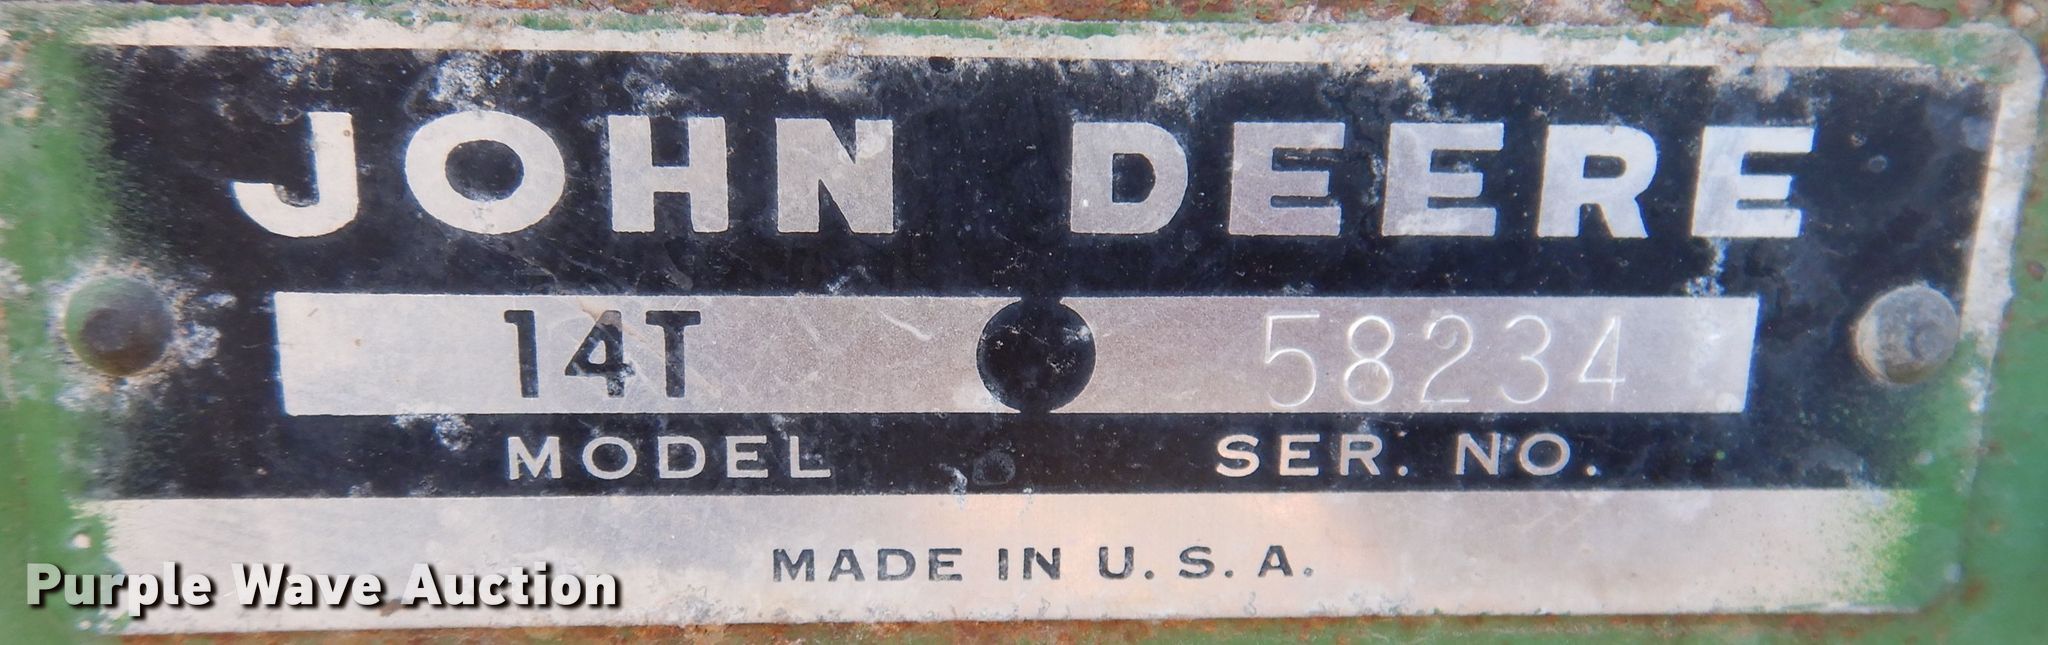 JOHN DEERE
14T 58234
MODEL SER. NO.
MADE IN U.S.A.
Purple Wave Auction